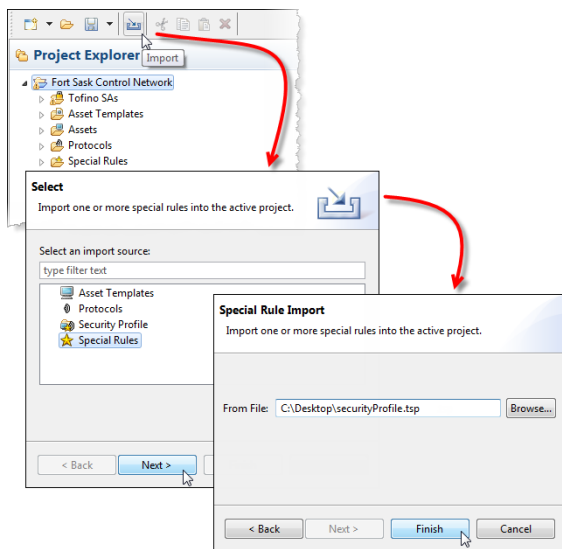 Project Explorer
Import
Fort Sask Control Network
Tofino SAs
Asset Templates
Assets
Protocols
Special Rules
Select
Import one or more special rules into the active project.
Select an import source:
type filter text
Asset Templates
Protocols
Security Profile
Special Rules
< Back
Next >
Special Rule Import
Import one or more special rules into the active project.
From File:
C:\Desktop\securityProfile.tsp
Browse...
< Back
Next >
Finish
Cancel